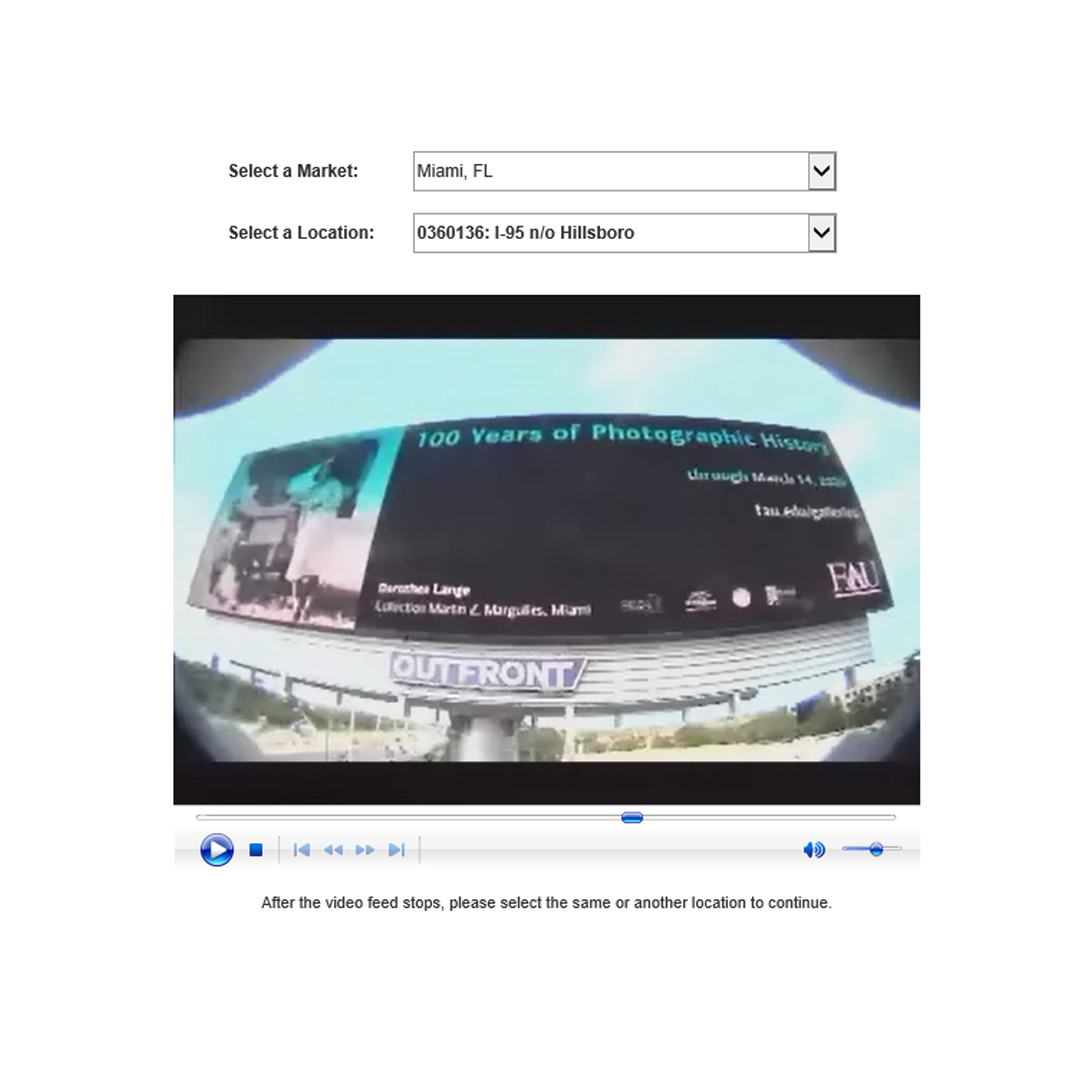 Select a Market:
Miami, FL
Select a Location:
0360136: I-95 n/o Hillsboro
100 Years of Photographic History
through March 14,
fau.edu/galleries
Dorothea Lange
Collection Martin Z. Margulies, Miami
FAU
OUTFRONT/
After the video feed stops, please select the same or another location to continue.